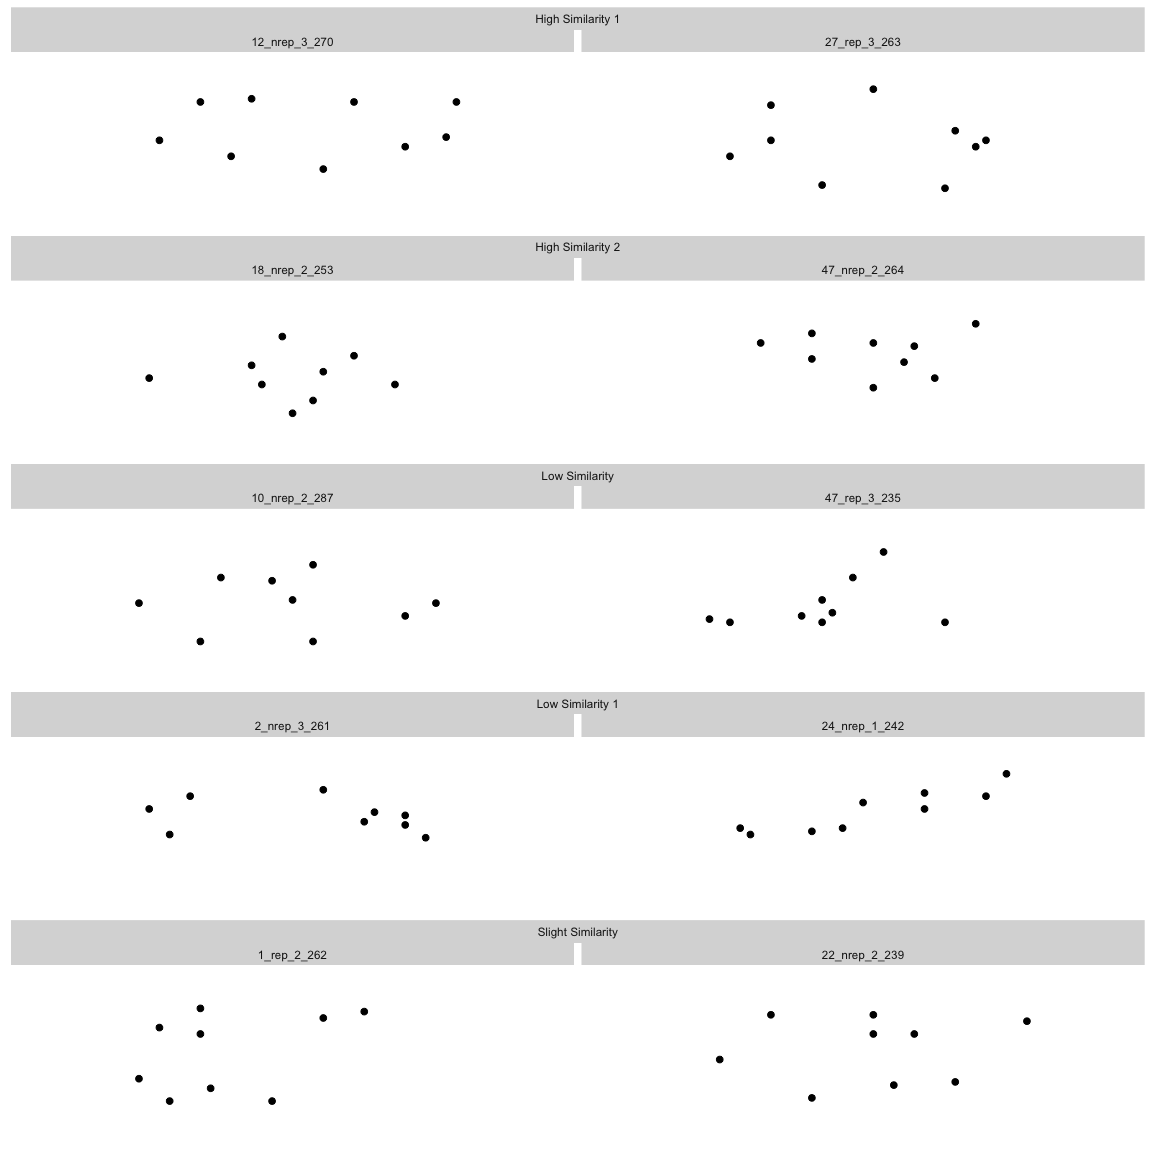 High Similarity 1
12_nrep_3_270
27_rep_3_263
High Similarity 2
18_nrep_2_253
47_nrep_2_264
Low Similarity
10_nrep_2_287
47_rep_3_235
Low Similarity 1
2_nrep_3_261
24_nrep_1_242
Slight Similarity
1_rep_2_262
22_nrep_2_239